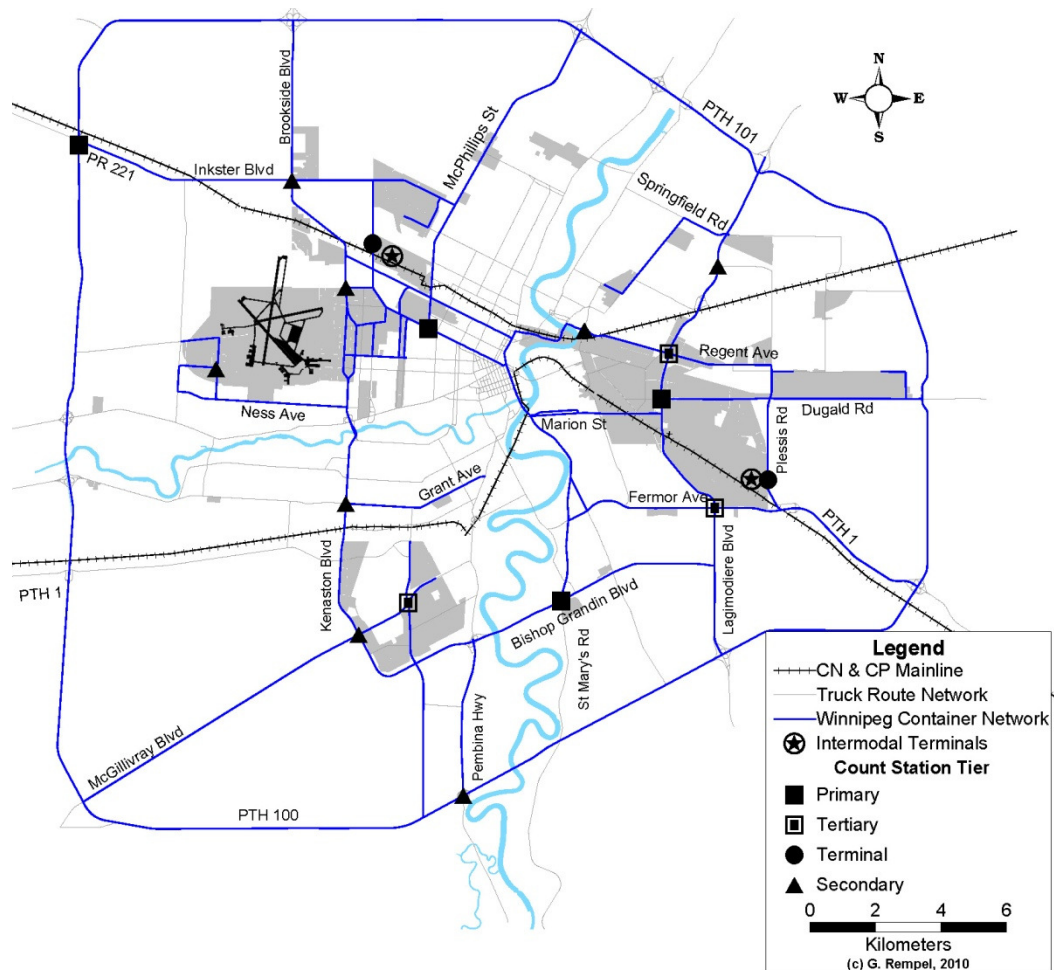 N
W E
S
Brookside Blvd
McPhillips St
PTH 101
PR 221
Inkster Blvd
Springfield Rd
Regent Ave
Ness Ave
Dugald Rd
Marion St
Plessis Rd
Grant Ave
Fermor Ave
PTH 1
PTH 1
Kenaston Blvd
Lagimodiere Blvd
Bishop Grandin Blvd
St Mary's Rd
Pembina Hwy
McGillivray Blvd
PTH 100
Legend
CN & CP Mainline
Truck Route Network
Winnipeg Container Network
Intermodal Terminals
Count Station Tier
Primary
Tertiary
Terminal
Secondary
0 2 4 6
Kilometers
(c) G. Rempel, 2010